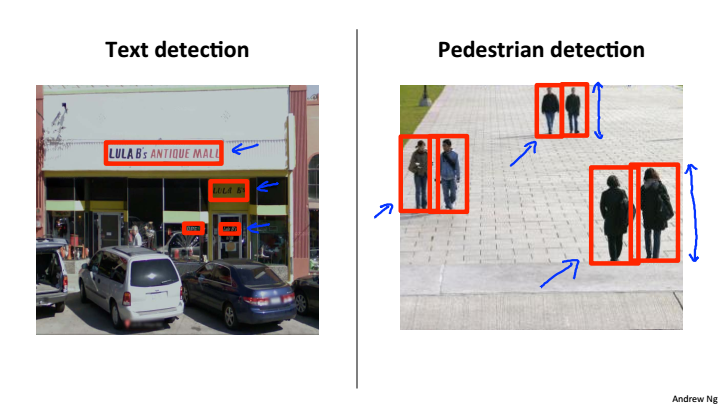 Text detection
Pedestrian detection
LULA B's ANTIQUE MALL
LULA B's
Andrew Ng